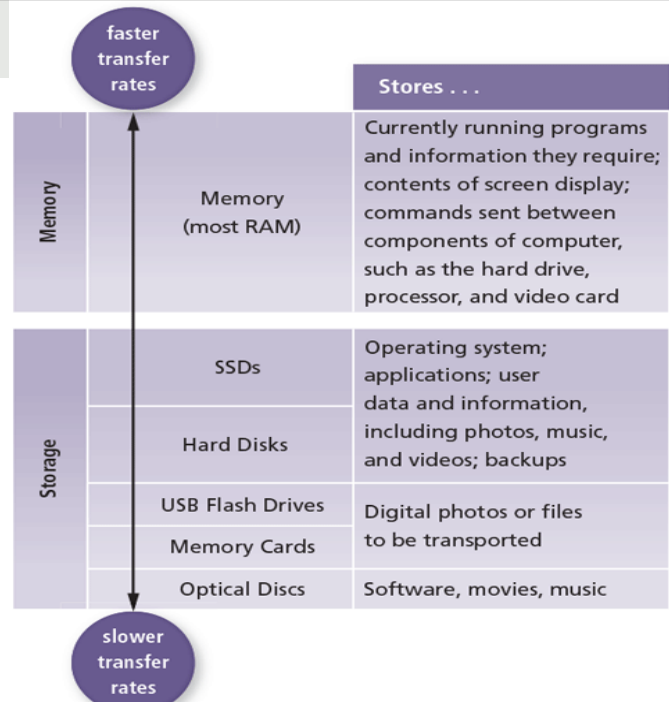 faster
transfer
rates
Stores . . .
Memory
Memory
(most RAM)
Currently running programs
and information they require;
contents of screen display;
commands sent between
components of computer,
such as the hard drive,
processor, and video card
Storage
SSDs
Hard Disks
Operating system;
applications; user
data and information,
including photos, music,
and videos; backups
USB Flash Drives
Memory Cards
Digital photos or files
to be transported
Optical Discs
Software, movies, music
slower
transfer
rates